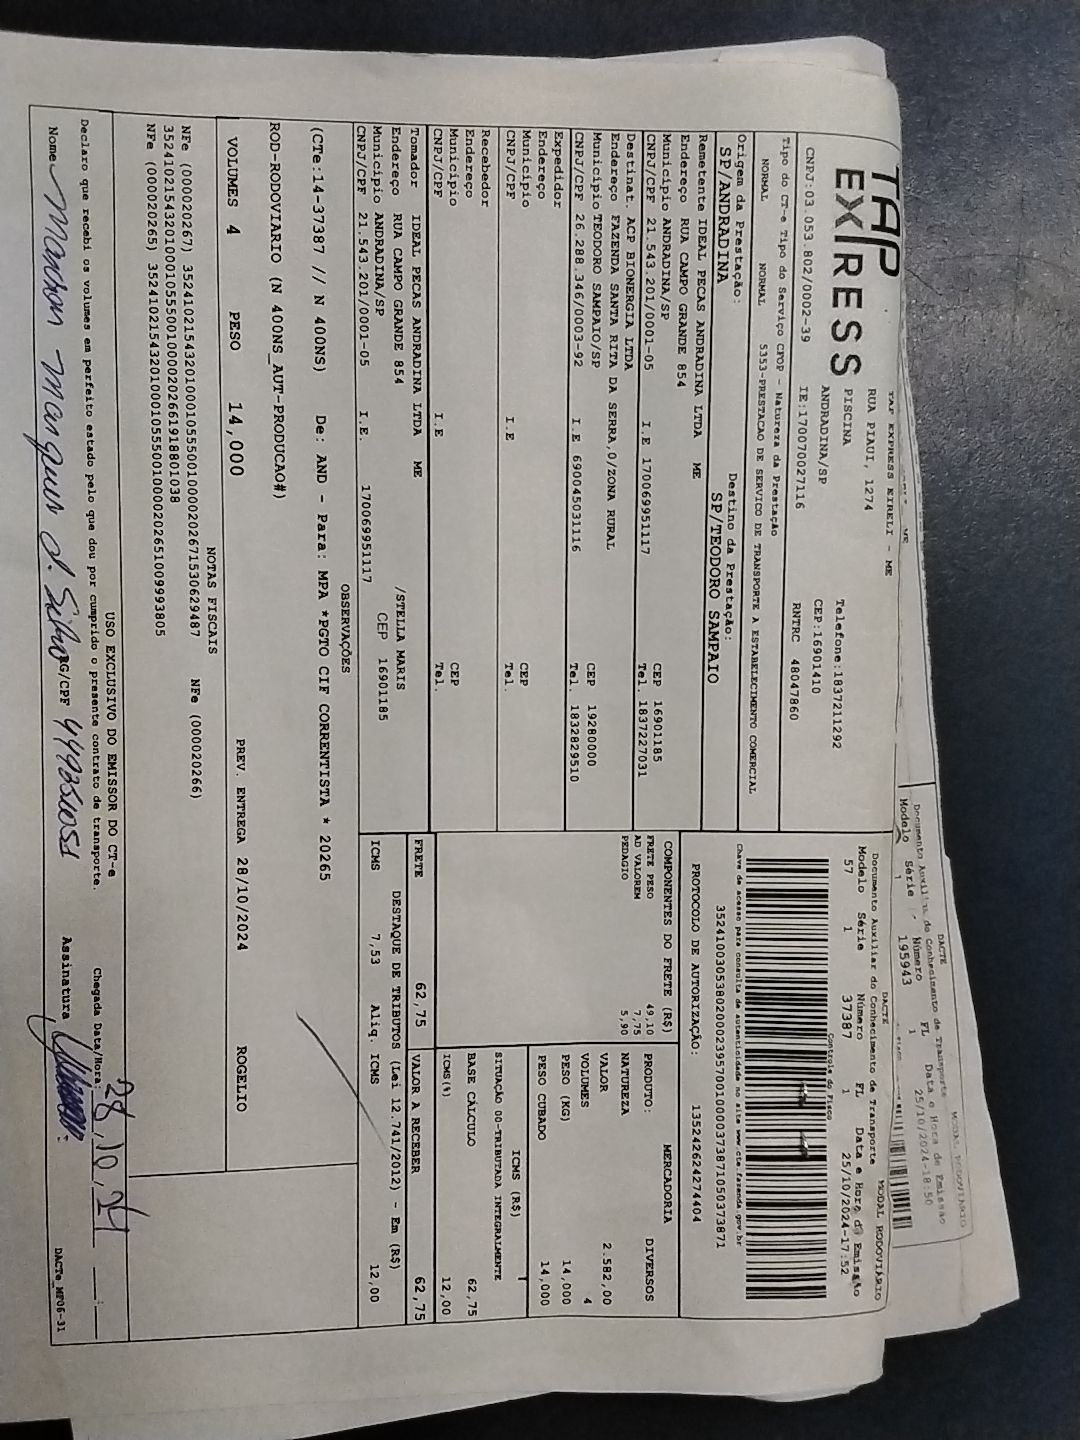 TAP
EXPRESS
TAP EXPRESS EIRELI - ME
RUA PIAUI, 1274
PISCINA
ANDRADINA/SP
Telefone:1837211292
CEP:16901410
CNPJ:03.053.802/0002-39 IE:170070027116 RNTRC 48047860
Tipo do CT-e Tipo do Serviço CFOP - Natureza da Prestação
NORMAL NORMAL 5353-PRESTACAO DE SERVICO DE TRANSPORTE A ESTABELECIMENTO COMERCIAL
Origem da Prestação: Destino da Prestação:
SP/ANDRADINA SP/TEODORO SAMPAIO
Remetente IDEAL PECAS ANDRADINA LTDA ME
Endereço RUA CAMPO GRANDE 854
Município ANDRADINA/SP CEP 16901185
CNPJ/CPF 21.543.201/0001-05 I.E 170069951117 Tel. 1837227031
Destinat. ACP BIONERGIA LTDA
Endereço FAZENDA SANTA RITA DA SERRA,0/ZONA RURAL
Município TEODORO SAMPAIO/SP CEP 19280000
CNPJ/CPF 26.288.346/0003-92 I.E 690045031116 Tel. 1832829510
Expedidor
Endereço
Município CEP
CNPJ/CPF I.E Tel.
Recebedor
Endereço
Município CEP
CNPJ/CPF I.E Tel.
Tomador IDEAL PECAS ANDRADINA LTDA ME
Endereço RUA CAMPO GRANDE 854 /STELLA MARIS
Município ANDRADINA/SP CEP 16901185
CNPJ/CPF 21.543.201/0001-05 I.E. 170069951117
DACTE MODAL RODOVIÁRIO
Documento Auxiliar do Conhecimento de Transporte
Modelo Série Número FL Data e Hora de Emissão
57 1 37387 1 25/10/2024-17:52
Controle do Fisco
Chave de acesso para consulta de autenticidade no site www.cte.fazenda.gov.br
35241003053802000239570010000373871050373871
PROTOCOLO DE AUTORIZAÇÃO: 135242624274404
COMPONENTES DO FRETE (R$)
FRETE PESO 49,10
AD VALOREM 7,75
PEDAGIO 5,90
MERCADORIA
PRODUTO: DIVERSOS
NATUREZA
VALOR 2.582,00
VOLUMES 4
PESO (KG) 14,000
PESO CUBADO 14,000
ICMS (R$)
SITUAÇÃO 00-TRIBUTADA INTEGRALMENTE
BASE CÁLCULO 62,75
ICMS(%) 12,00
FRETE 62,75 VALOR A RECEBER 62,75
DESTAQUE DE TRIBUTOS (Lei 12.741/2012) - Em (R$)
ICMS 7,53 Aliq. ICMS 12,00
OBSERVAÇÕES
(CTe:14-37387 // N 400NS) De: AND - Para: MPA *PGTO CIF CORRENTISTA * 20265
ROD-RODOVIARIO (N 400NS_AUT-PRODUCAO#)
VOLUMES 4 PESO 14,000 PREV. ENTREGA 28/10/2024 ROGELIO
NOTAS FISCAIS
NFe (000020267) 35241021543201000105550010000202671530629487 NFe (000020266)
35241021543201000105550010000202661918801038
NFe (000020265) 35241021543201000105550010000202651009993805
USO EXCLUSIVO DO EMISSOR DO CT-e
Declaro que recebi os volumes em perfeito estado pelo que dou por cumprido o presente contrato de transporte. Chegada Data/Hora: 28,10,24
Nome Marques d. Silva RG/CPF Assinatura
DACTe_MF06-31
DACTE MODAL RODOVIÁRIO
Documento Auxiliar do Conhecimento de Transporte
Modelo Série Número FL Data e Hora de Emissão
1 195943 1 25/10/2024-18:50